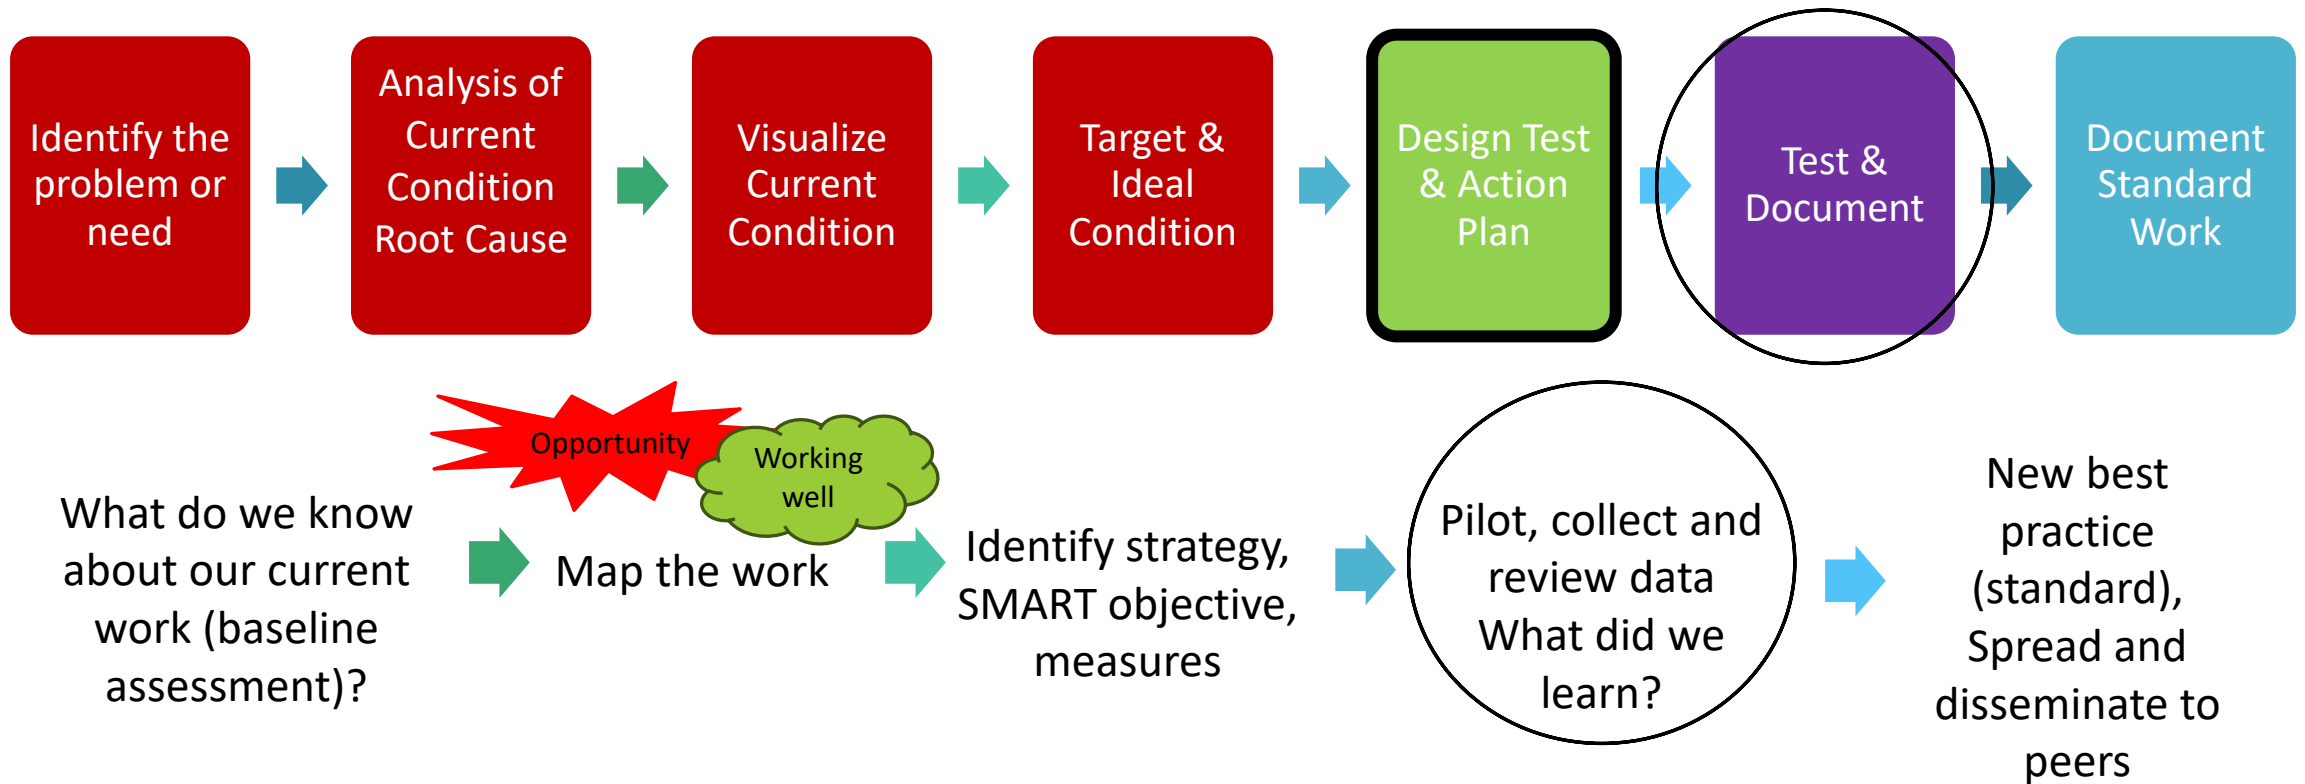 Identify the
problem or
need
Analysis of
Current
Condition
Root Cause
Visualize
Current
Condition
Target &
Ideal
Condition
Design Test
& Action
Plan
Test &
Document
Document
Standard
Work
What do we know
about our current
work (baseline
assessment)?
Opportunity
Working
well
Map the work
Identify strategy,
SMART objective,
measures
Pilot, collect and
review data
What did we
learn?
New best
practice
(standard),
Spread and
disseminate to
peers